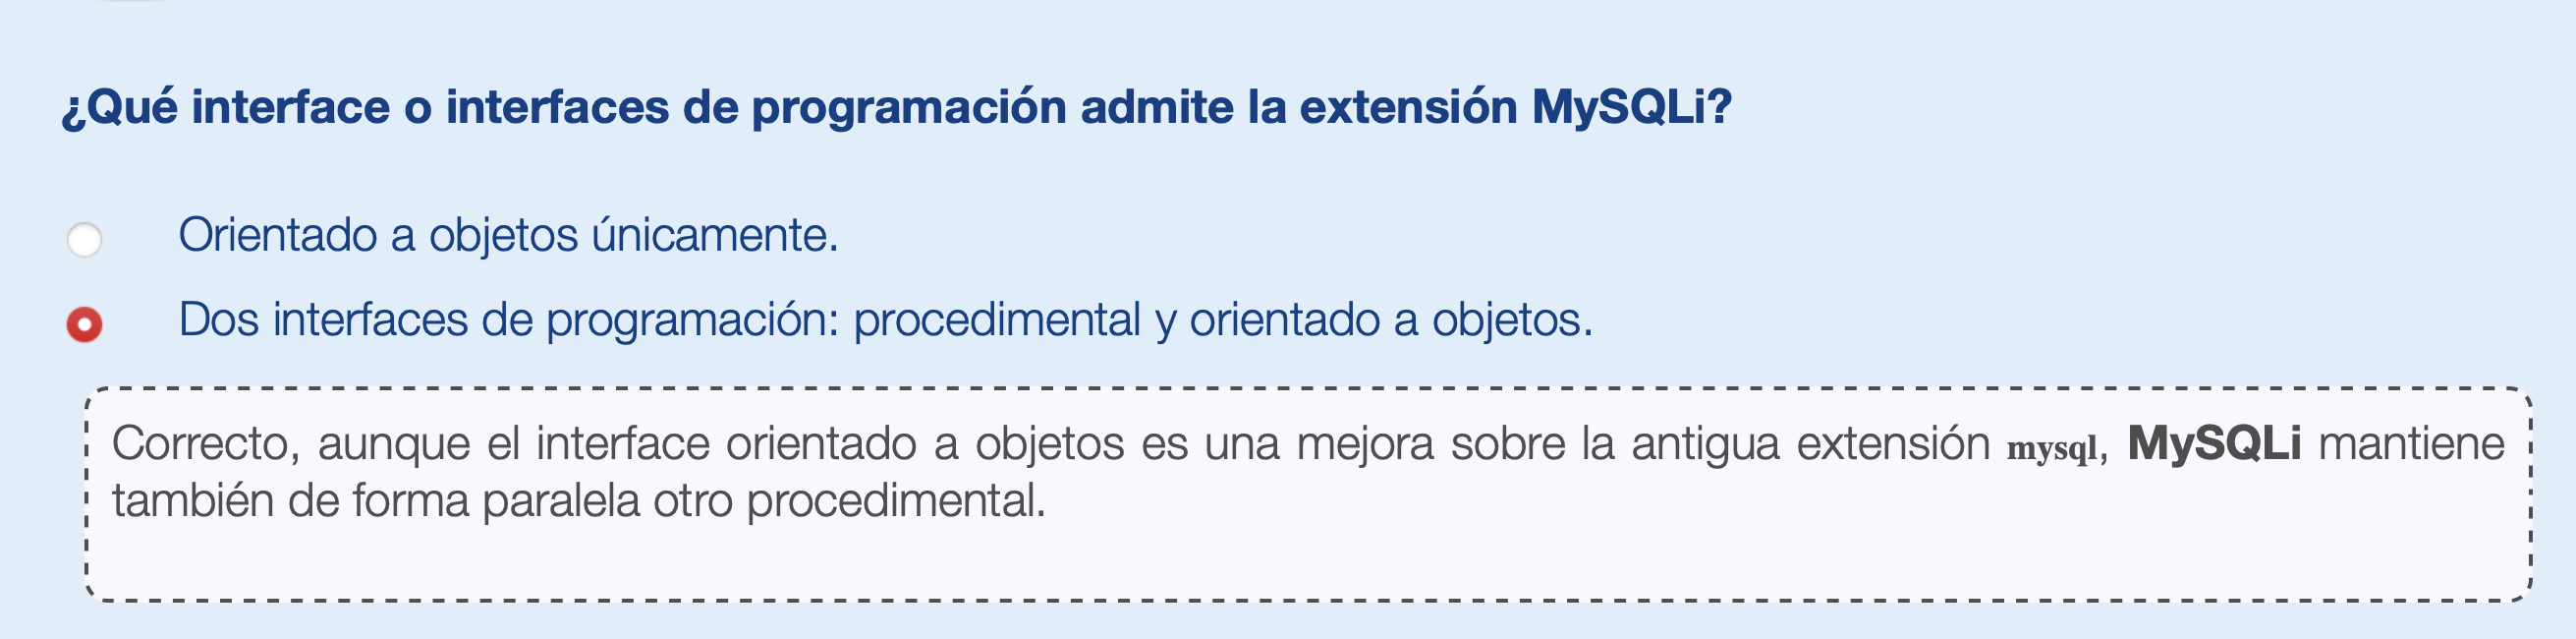 ¿Qué interface o interfaces de programación admite la extensión MySQLi?
Orientado a objetos únicamente.
Dos interfaces de programación: procedimental y orientado a objetos.
Correcto, aunque el interface orientado a objetos es una mejora sobre la antigua extensión mysql, MySQLi mantiene
también de forma paralela otro procedimental.